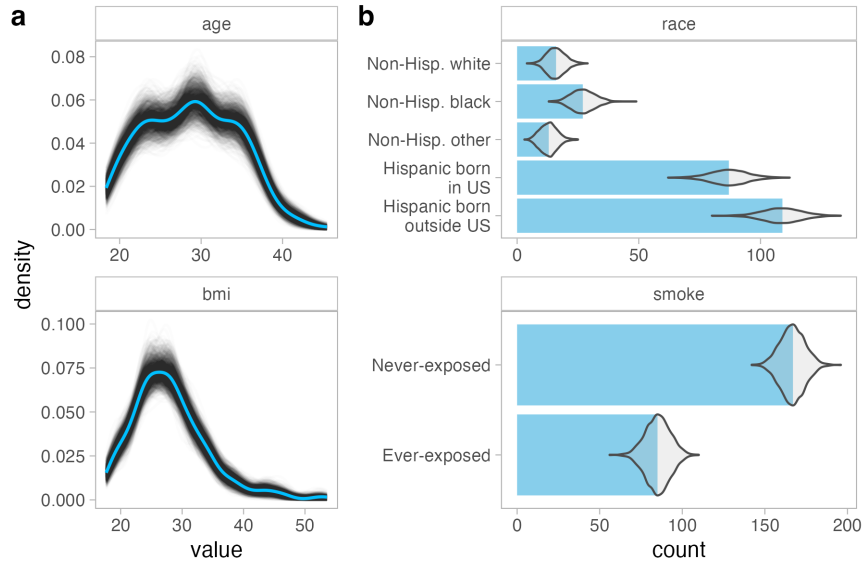 a
age
0.08
0.06
0.04
0.02
0.00
20 30 40
bmi
0.100
0.075
0.050
0.025
0.000
20 30 40 50
density
value
b
race
Non-Hisp. white
Non-Hisp. black
Non-Hisp. other
Hispanic born
in US
Hispanic born
outside US
0 50 100
smoke
Never-exposed
Ever-exposed
0 50 100 150 200
count